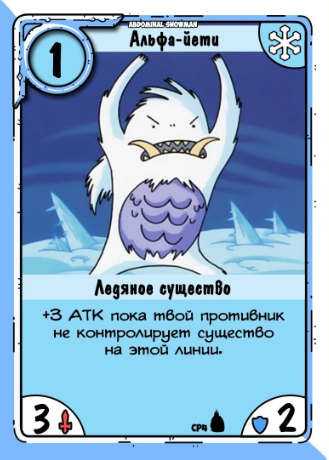 ABDOMINAL SNOWMAN
1
Альфа-йети
Ледяное существо
+3 АТК пока твой противник
не контролирует существо
на этой линии.
3
CP4
2